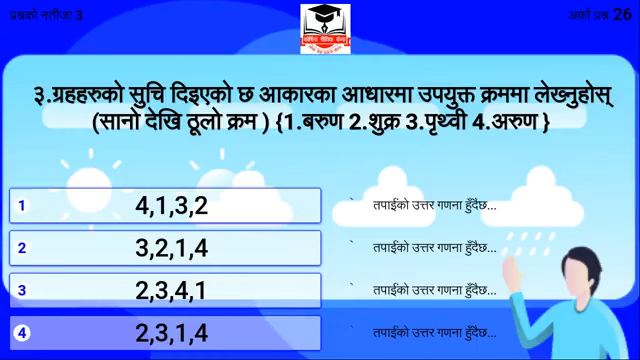 प्रश्नको नतीजा 3
अर्को प्रश्न 26
३.ग्रहहरुको सुचि दिइएको छ आकारका आधारमा उपयुक्त क्रममा लेख्नुहोस्
(सानो देखि ठूलो क्रम ) {1.बरुण 2.शुक्र 3.पृथ्वी 4.अरुण }
1 4,1,3,2 ` तपाईको उत्तर गणना हुँदैछ...
2 3,2,1,4 ` तपाईको उत्तर गणना हुँदैछ...
3 2,3,4,1 ` तपाईको उत्तर गणना हुँदैछ...
4 2,3,1,4 ` तपाईको उत्तर गणना हुँदैछ...